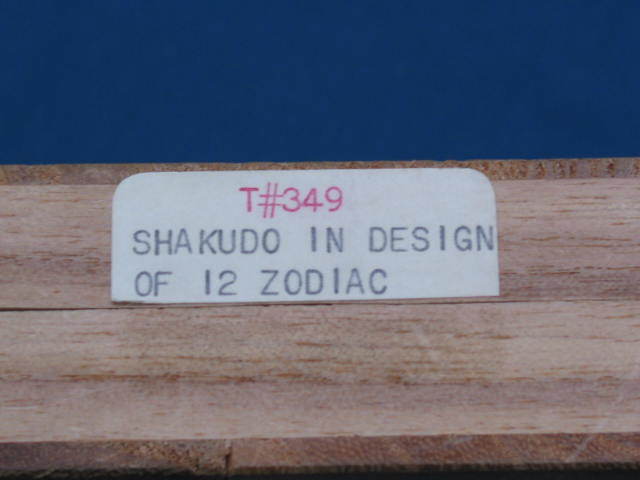 T#349
SHAKUDO IN DESIGN
OF 12 ZODIAC